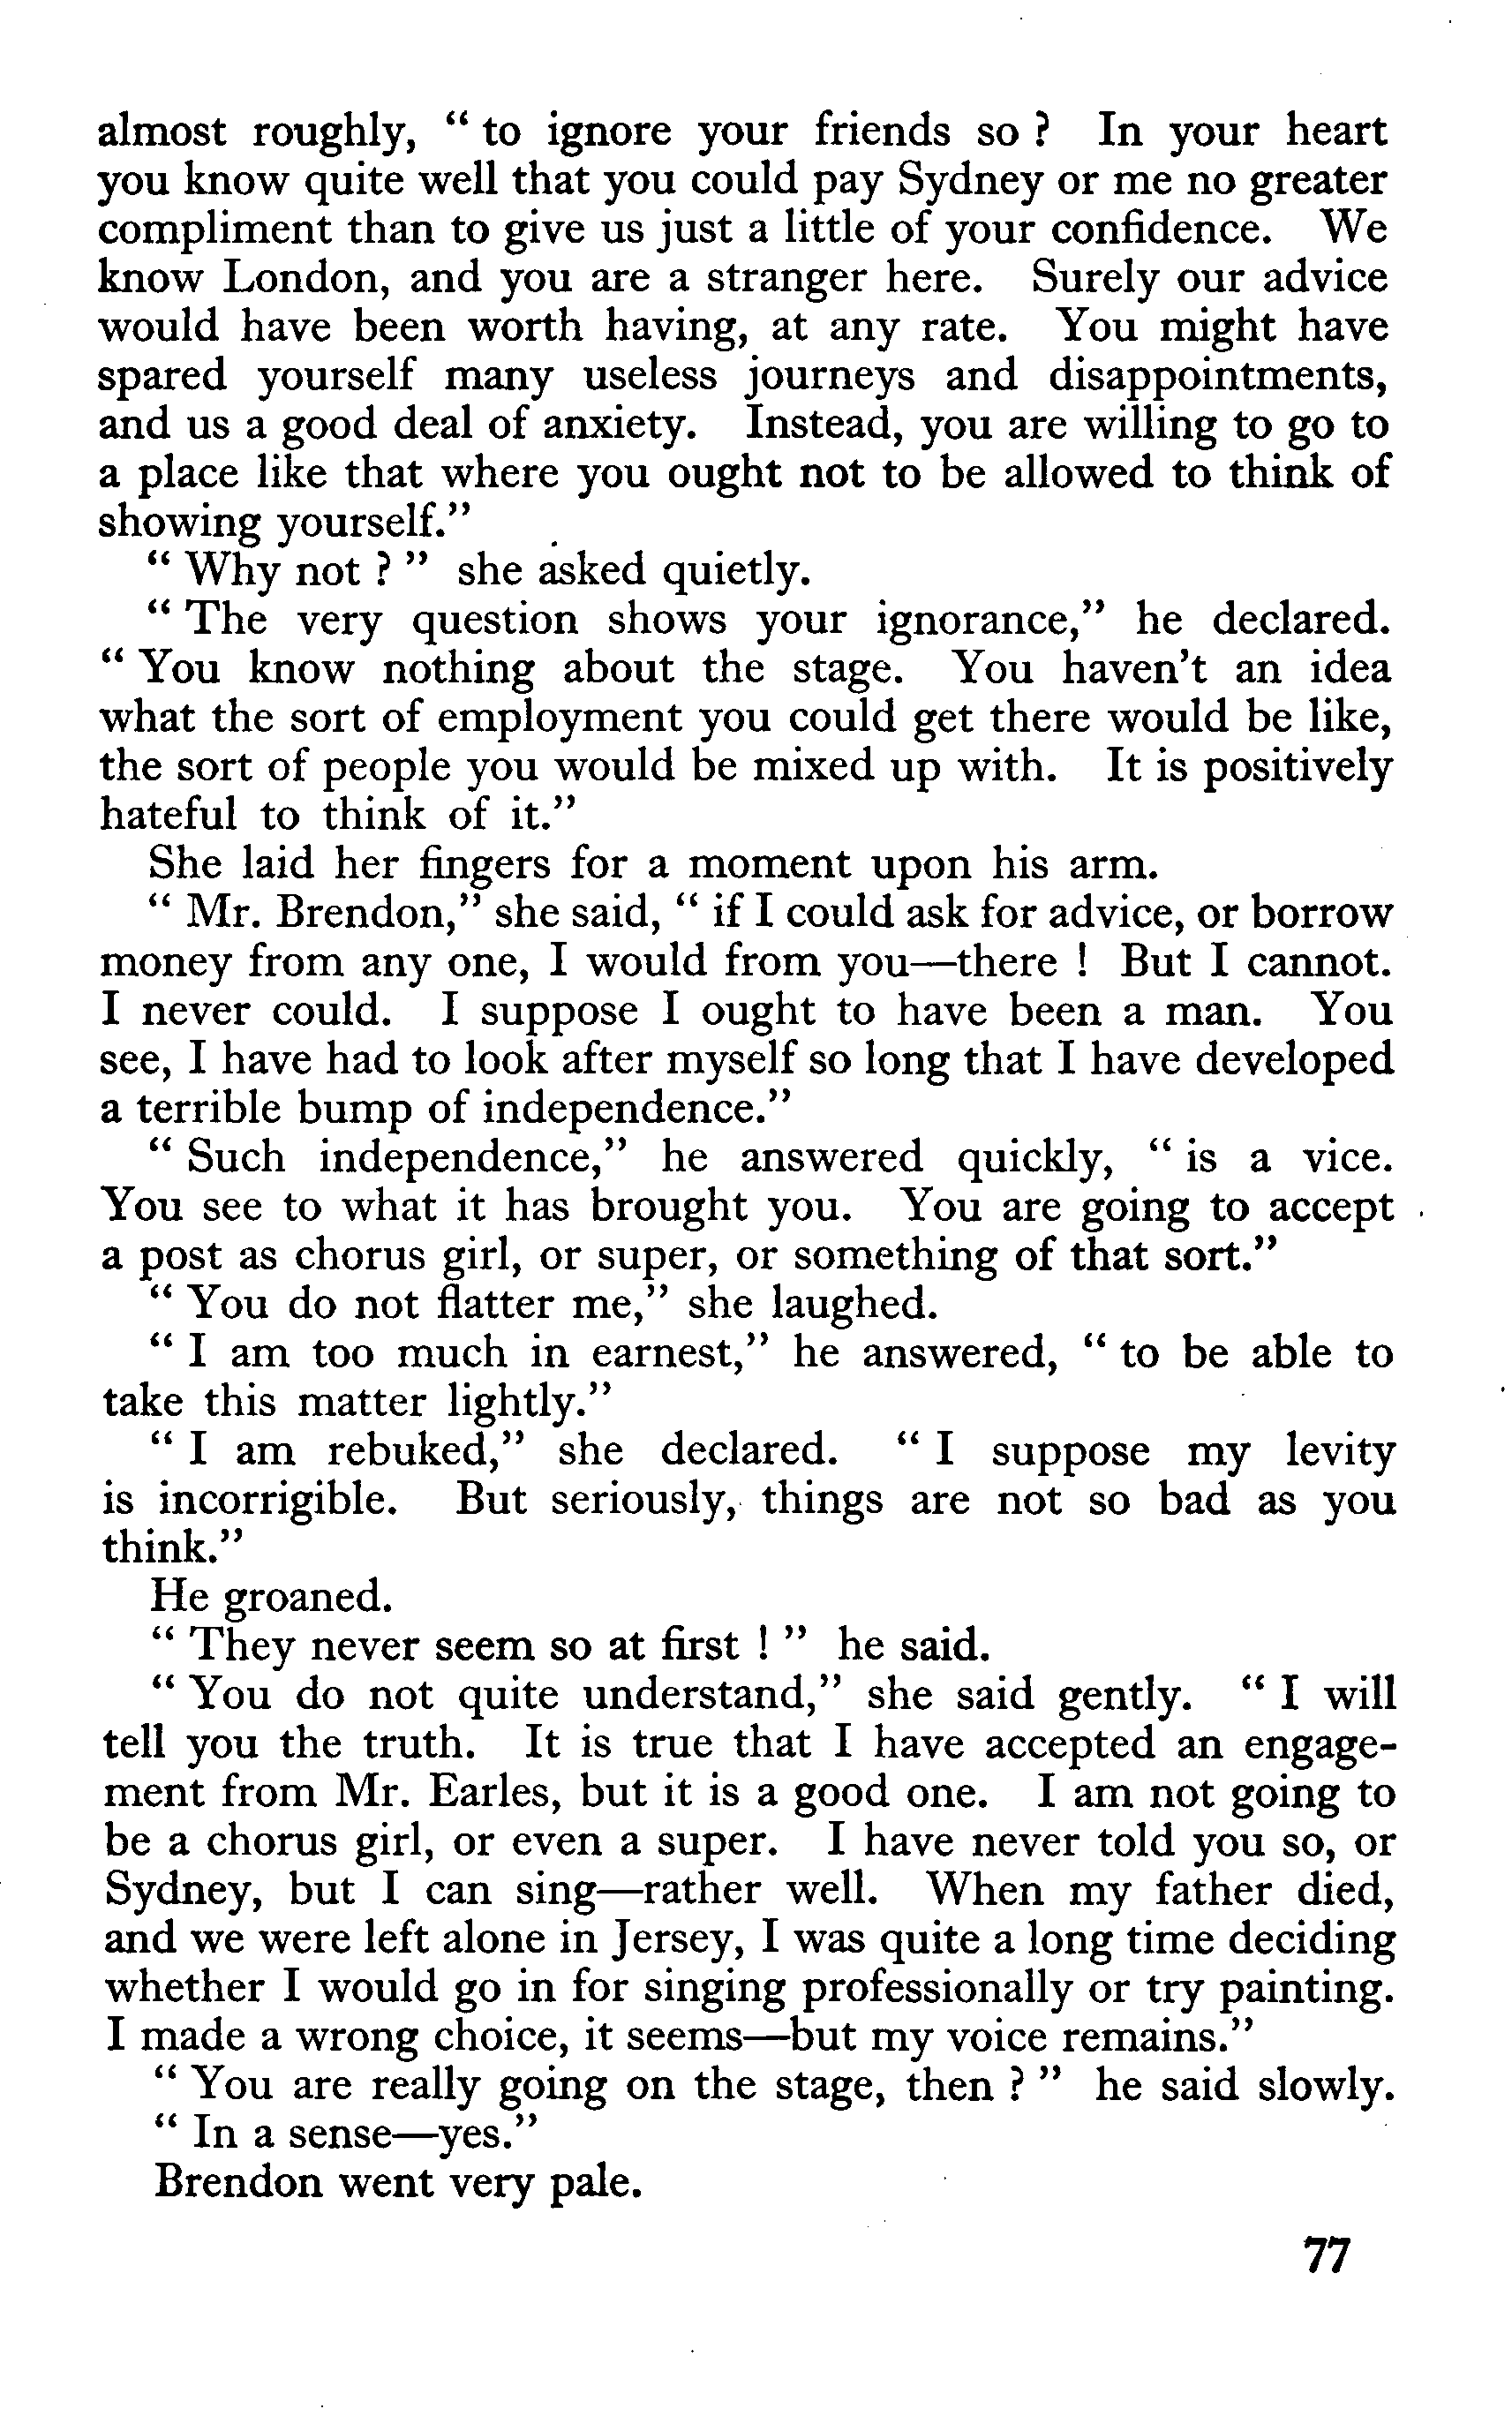 almost roughly, “ to ignore your friends so ? In your heart
you know quite well that you could pay Sydney or me no greater
compliment than to give us just a little of your confidence. We
know London, and you are a stranger here. Surely our advice
would have been worth having, at any rate. You might have
spared yourself many useless journeys and disappointments,
and us a good deal of anxiety. Instead, you are willing to go to
a place like that where you ought not to be allowed to think of
showing yourself.”
“ Why not ? ” she asked quietly.
“ The very question shows your ignorance,” he declared.
“ You know nothing about the stage. You haven’t an idea
what the sort of employment you could get there would be like,
the sort of people you would be mixed up with. It is positively
hateful to think of it.”
She laid her fingers for a moment upon his arm.
“ Mr. Brendon,” she said, “ if I could ask for advice, or borrow
money from any one, I would from you—there ! But I cannot.
I never could. I suppose I ought to have been a man. You
see, I have had to look after myself so long that I have developed
a terrible bump of independence.”
“ Such independence,” he answered quickly, “ is a vice.
You see to what it has brought you. You are going to accept
a post as chorus girl, or super, or something of that sort.”
“ You do not flatter me,” she laughed.
“ I am too much in earnest,” he answered, “ to be able to
take this matter lightly.”
“ I am rebuked,” she declared. “ I suppose my levity
is incorrigible. But seriously, things are not so bad as you
think.”
He groaned.
“ They never seem so at first ! ” he said.
“ You do not quite understand,” she said gently. “ I will
tell you the truth. It is true that I have accepted an engage-
ment from Mr. Earles, but it is a good one. I am not going to
be a chorus girl, or even a super. I have never told you so, or
Sydney, but I can sing—rather well. When my father died,
and we were left alone in Jersey, I was quite a long time deciding
whether I would go in for singing professionally or try painting.
I made a wrong choice, it seems—but my voice remains.”
“ You are really going on the stage, then ? ” he said slowly.
“ In a sense—yes.”
Brendon went very pale.
77